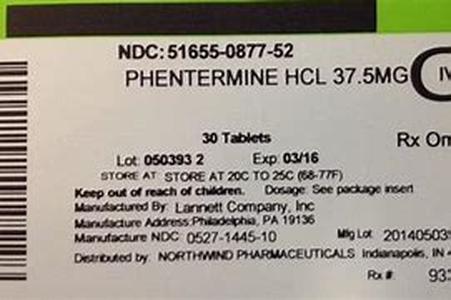 NDC: 51655-0877-52
PHENTERMINE HCL 37.5MG
30 Tablets
Lot: 050393 2 Exp: 03/16
STORE AT STORE AT 20C TO 25C (68-77F)
Keep out of reach of children. Dosage: See package insert
Manufactured By: Lannett Company, Inc
Manufacture Address: Philadelphia, PA 19136
Manufacture NDC: 0527-1445-10 Mfg Lot: 2014050
Distributed by: NORTHWIND PHARMACEUTICALS Indianapolis, IN
Rx On
Rx #: 93